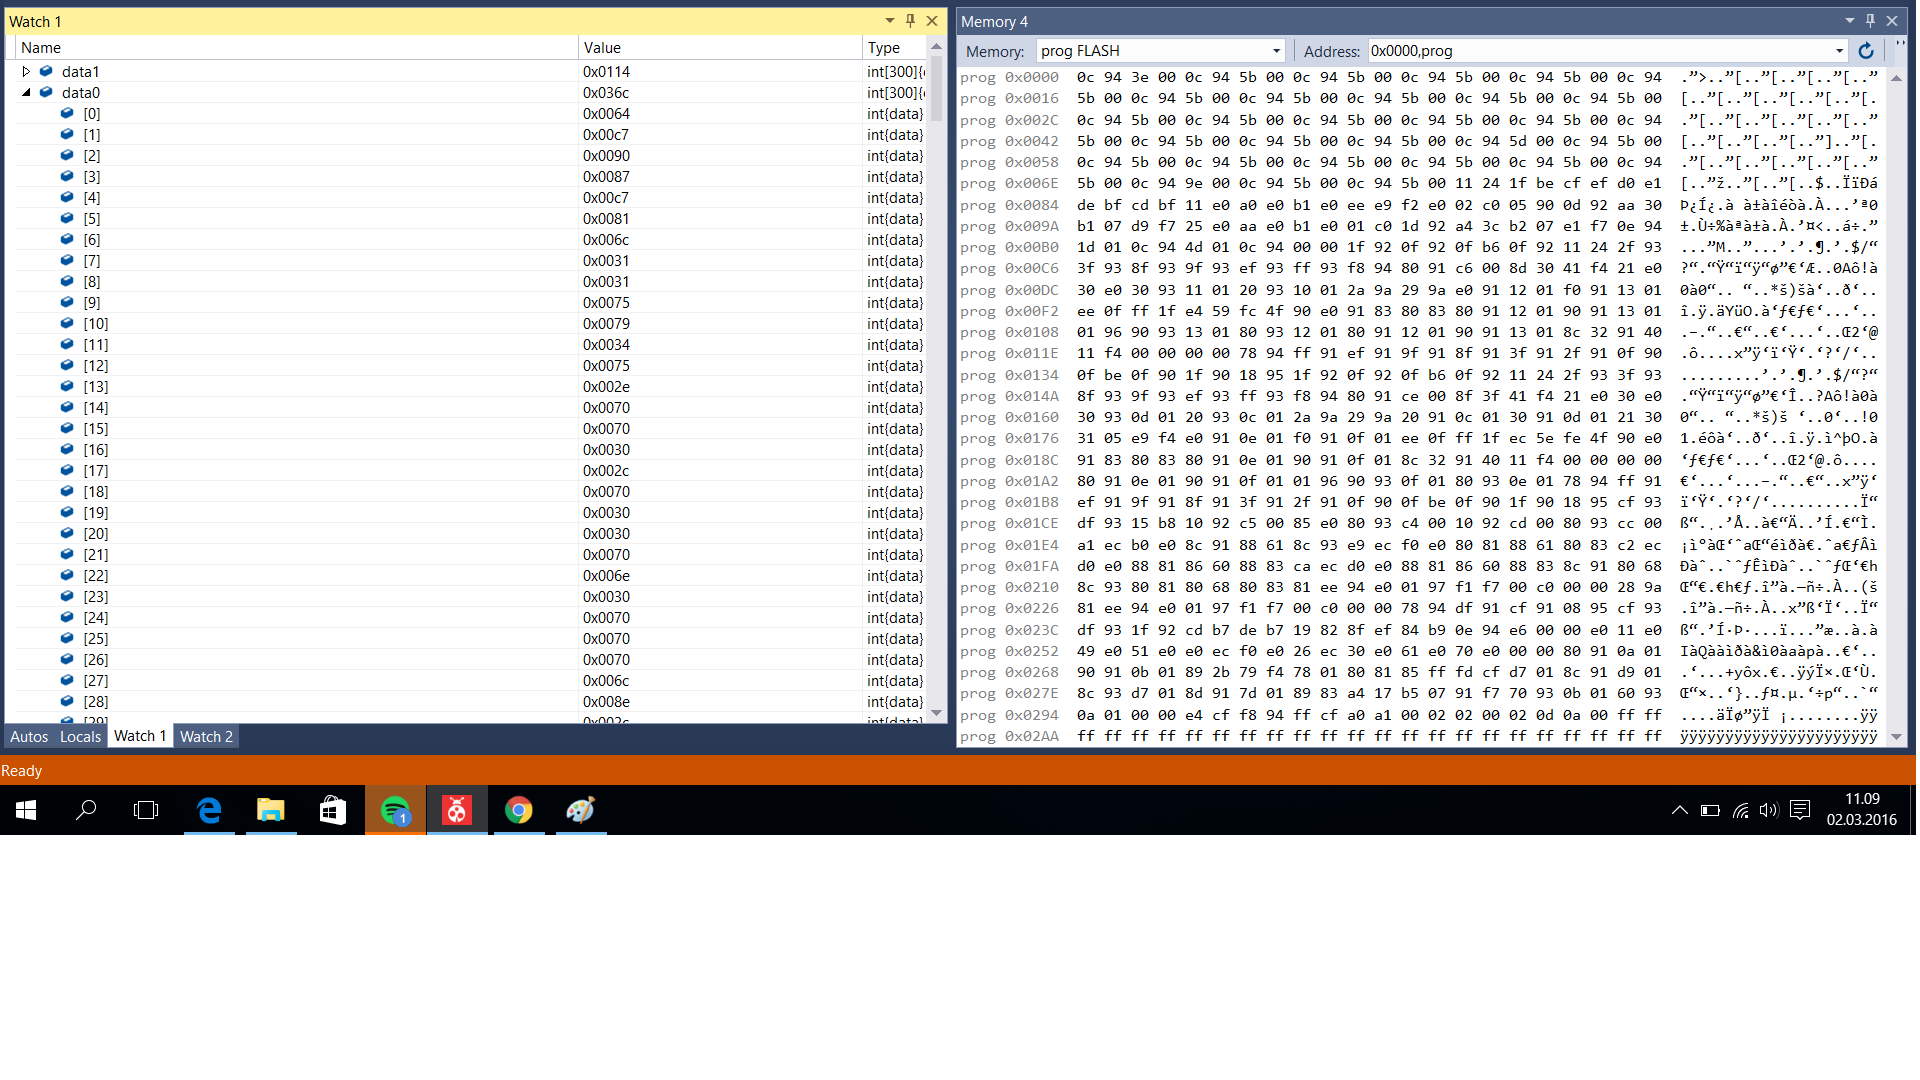 Watch 1
Name Value Type
data1 0x0114 int[300]{
data0 0x036c int[300]{
[0] 0x0064 int{data}
[1] 0x00c7 int{data}
[2] 0x0090 int{data}
[3] 0x0087 int{data}
[4] 0x00c7 int{data}
[5] 0x0081 int{data}
[6] 0x006c int{data}
[7] 0x0031 int{data}
[8] 0x0031 int{data}
[9] 0x0075 int{data}
[10] 0x0079 int{data}
[11] 0x0034 int{data}
[12] 0x0075 int{data}
[13] 0x002e int{data}
[14] 0x0070 int{data}
[15] 0x0070 int{data}
[16] 0x0030 int{data}
[17] 0x002c int{data}
[18] 0x0070 int{data}
[19] 0x0030 int{data}
[20] 0x0030 int{data}
[21] 0x0070 int{data}
[22] 0x006e int{data}
[23] 0x0030 int{data}
[24] 0x0070 int{data}
[25] 0x0070 int{data}
[26] 0x0070 int{data}
[27] 0x006c int{data}
[28] 0x008e int{data}
[29] 0x002c int{data}
Autos Locals Watch 1 Watch 2
Memory 4
Memory: prog FLASH Address: 0x0000,prog
prog 0x0000 0c 94 3e 00 0c 94 5b 00 0c 94 5b 00 0c 94 5b 00 0c 94 5b 00 0c 94
prog 0x0016 5b 00 0c 94 5b 00 0c 94 5b 00 0c 94 5b 00 0c 94 5b 00 0c 94 5b 00
prog 0x002C 0c 94 5b 00 0c 94 5b 00 0c 94 5b 00 0c 94 5b 00 0c 94 5b 00 0c 94
prog 0x0042 5b 00 0c 94 5b 00 0c 94 5b 00 0c 94 5b 00 0c 94 5d 00 0c 94 5b 00
prog 0x0058 0c 94 5b 00 0c 94 5b 00 0c 94 5b 00 0c 94 5b 00 0c 94 5b 00 0c 94
prog 0x006E 5b 00 0c 94 9e 00 0c 94 5b 00 0c 94 5b 00 11 24 1f be cf ef d0 e1
prog 0x0084 de bf cd bf 11 e0 a0 e0 b1 e0 ee e9 f2 e0 02 c0 05 90 0d 92 aa 30
prog 0x009A b1 07 d9 f7 25 e0 aa e0 b1 e0 01 c0 1d 92 a4 3c b2 07 e1 f7 0e 94
prog 0x00B0 1d 01 0c 94 4d 01 0c 94 00 00 1f 92 0f 92 0f b6 0f 92 11 24 2f 93
prog 0x00C6 3f 93 8f 93 9f 93 ef 93 ff 93 f8 94 80 91 c6 00 8d 30 41 f4 21 e0
prog 0x00DC 30 e0 30 93 11 01 20 93 10 01 2a 9a 29 9a e0 91 12 01 f0 91 13 01
prog 0x00F2 ee 0f ff 1f e4 59 fc 4f 90 e0 91 83 80 83 80 91 12 01 90 91 13 01
prog 0x0108 01 96 90 93 13 01 80 93 12 01 80 91 12 01 90 91 13 01 8c 32 91 40
prog 0x011E 11 f4 00 00 00 00 78 94 ff 91 ef 91 9f 91 8f 91 3f 91 2f 91 0f 90
prog 0x0134 0f be 0f 90 1f 90 18 95 1f 92 0f 92 0f b6 0f 92 11 24 2f 93 3f 93
prog 0x014A 8f 93 9f 93 ef 93 ff 93 f8 94 80 91 ce 00 8f 3f 41 f4 21 e0 30 e0
prog 0x0160 30 93 0d 01 20 93 0c 01 2a 9a 29 9a 20 91 0c 01 30 91 0d 01 21 30
prog 0x0176 31 05 e9 f4 e0 91 0e 01 f0 91 0f 01 ee 0f ff 1f ec 5e fe 4f 90 e0
prog 0x018C 91 83 80 83 80 91 0e 01 90 91 0f 01 8c 32 91 40 11 f4 00 00 00 00
prog 0x01A2 80 91 0e 01 90 91 0f 01 01 96 90 93 0f 01 80 93 0e 01 78 94 ff 91
prog 0x01B8 ef 91 9f 91 8f 91 3f 91 2f 91 0f 90 0f be 0f 90 1f 90 18 95 cf 93
prog 0x01CE df 93 15 b8 10 92 c5 00 85 e0 80 93 c4 00 10 92 cd 00 80 93 cc 00
prog 0x01E4 a1 ec b0 e0 8c 91 88 61 8c 93 e9 ec f0 e0 80 81 88 61 80 83 c2 ec
prog 0x01FA d0 e0 88 81 86 60 88 83 ca ec d0 e0 88 81 86 60 88 83 8c 91 80 68
prog 0x0210 8c 93 80 81 80 68 80 83 81 ee 94 e0 01 97 f1 f7 00 c0 00 00 28 9a
prog 0x0226 81 ee 94 e0 01 97 f1 f7 00 c0 00 00 78 94 df 91 cf 91 08 95 cf 93
prog 0x023C df 93 1f 92 cd b7 de b7 19 82 8f ef 84 b9 0e 94 e6 00 00 e0 11 e0
prog 0x0252 49 e0 51 e0 e0 ec f0 e0 26 ec 30 e0 61 e0 70 e0 00 00 80 91 0a 01
prog 0x0268 90 91 0b 01 89 2b 79 f4 78 01 80 81 85 ff fd cf d7 01 8c 91 d9 01
prog 0x027E 8c 93 d7 01 8d 91 7d 01 89 83 a4 17 b5 07 91 f7 70 93 0b 01 60 93
prog 0x0294 0a 01 00 00 e4 cf f8 94 ff cf a0 a1 00 02 02 00 02 0d 0a 00 ff ff
prog 0x02AA ff ff ff ff ff ff ff ff ff ff ff ff ff ff ff ff ff ff ff ff ff ff ÿÿÿÿÿÿÿÿÿÿÿÿÿÿÿÿÿÿÿÿÿÿ
Ready
1
11.09
02.03.2016